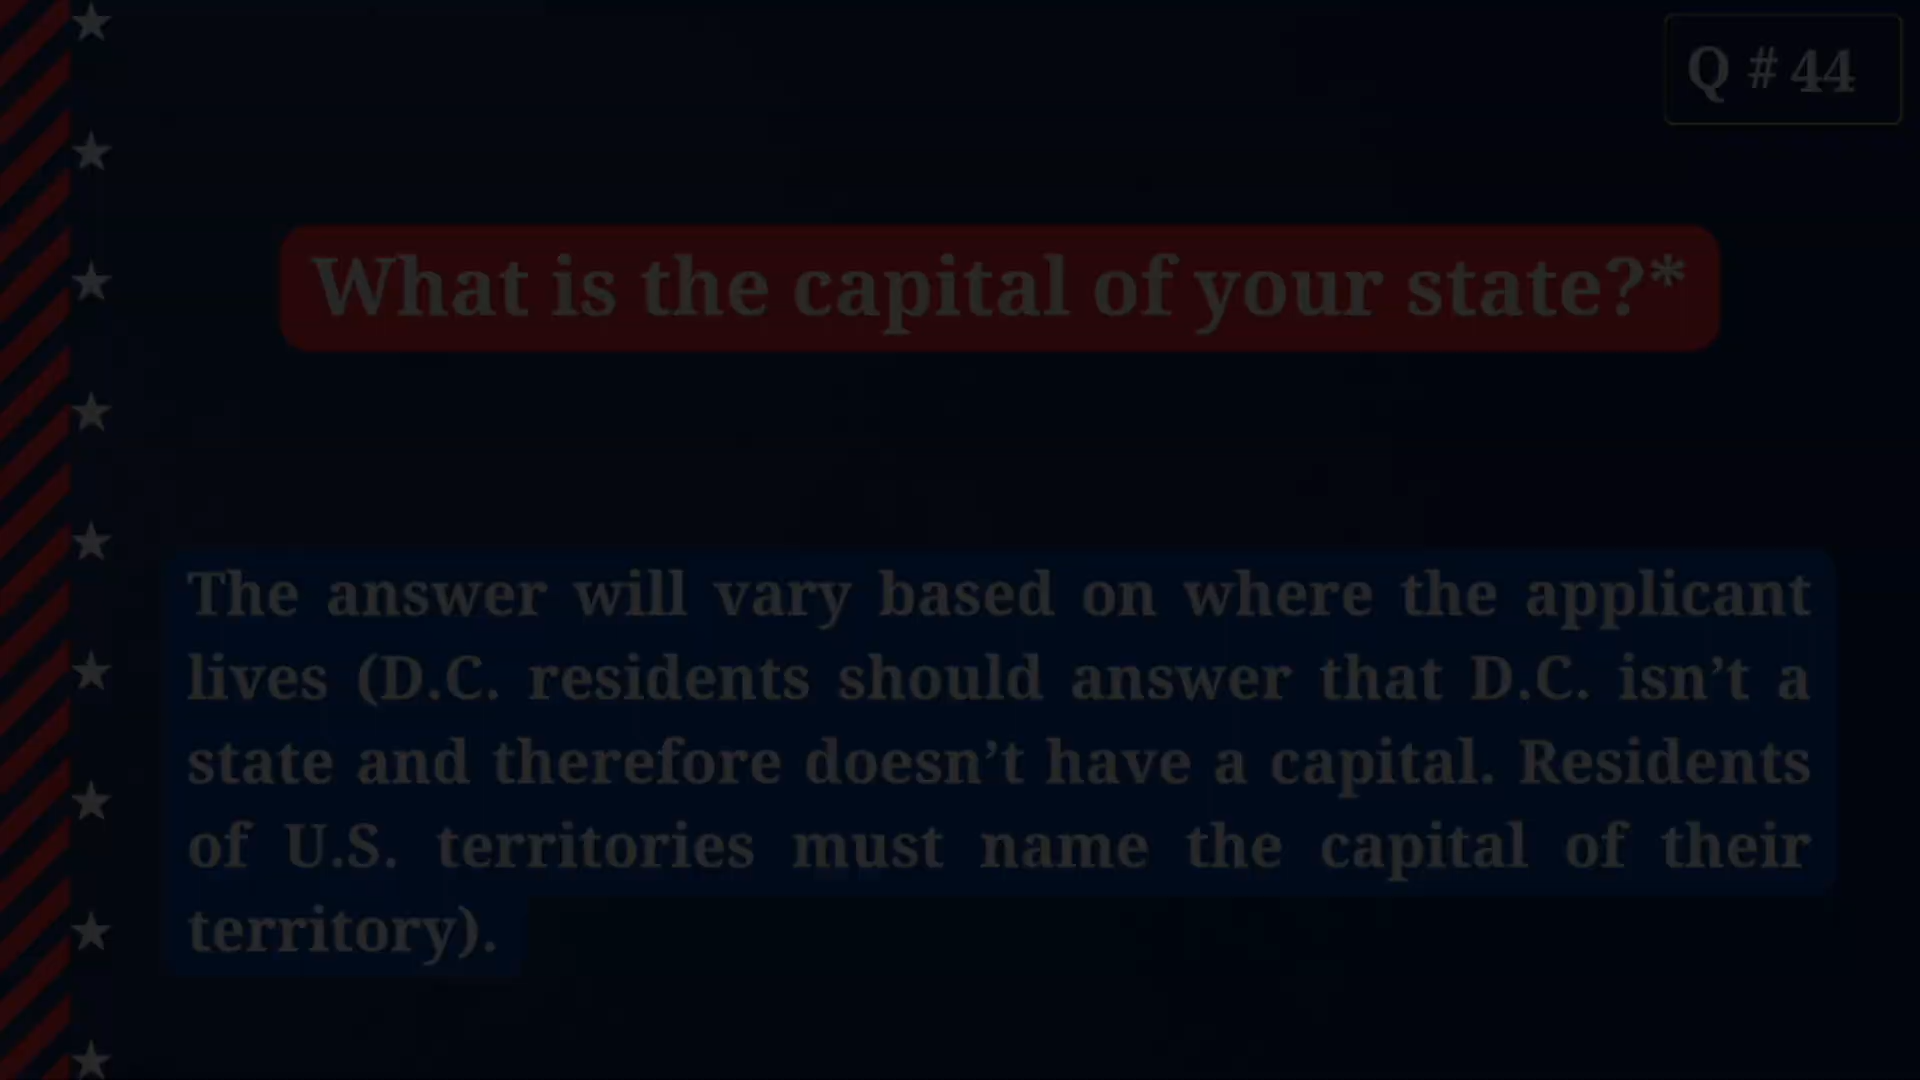 Q # 44
What is the capital of your state?*
The answer will vary based on where the applicant
lives (D.C. residents should answer that D.C. isn’t a
state and therefore doesn’t have a capital. Residents
of U.S. territories must name the capital of their
territory).